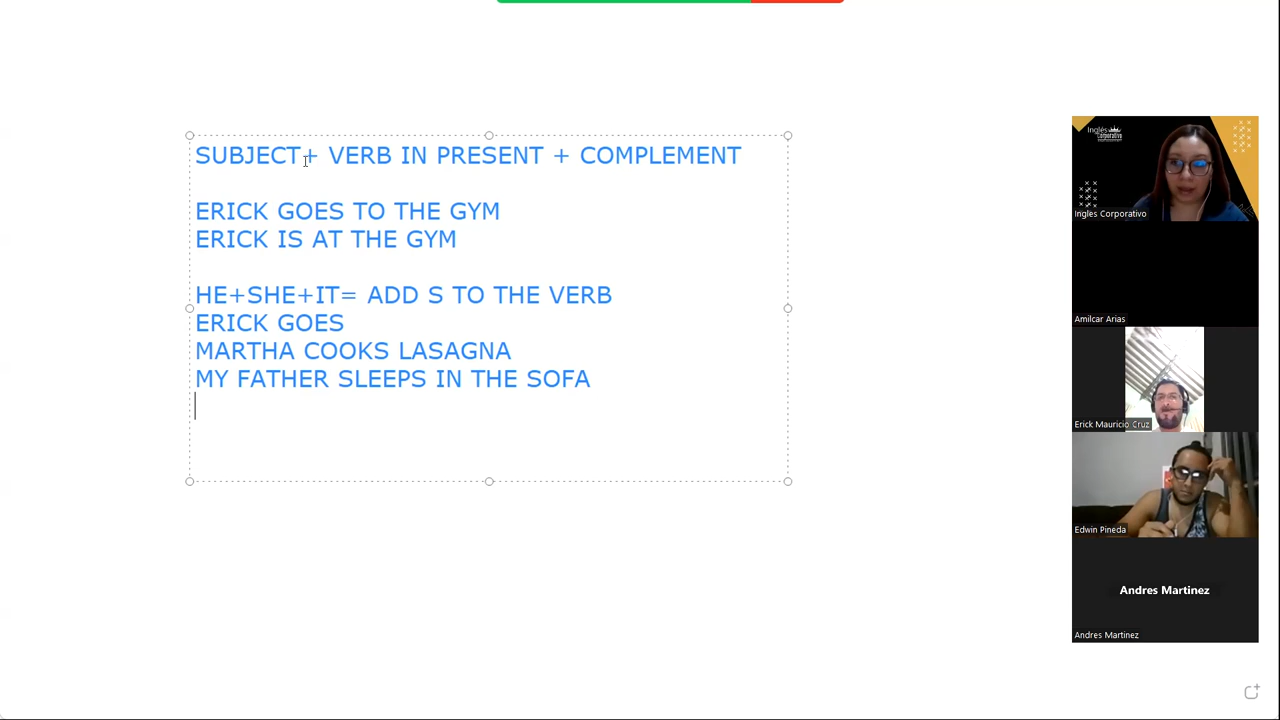 SUBJECT+ VERB IN PRESENT + COMPLEMENT
ERICK GOES TO THE GYM
ERICK IS AT THE GYM
HE+SHE+IT= ADD S TO THE VERB
ERICK GOES
MARTHA COOKS LASAGNA
MY FATHER SLEEPS IN THE SOFA
Inglés
Corporativo
Ingles Corporativo
Amilcar Arias
Erick Mauricio Cruz
Edwin Pineda
Andres Martinez
Andres Martinez